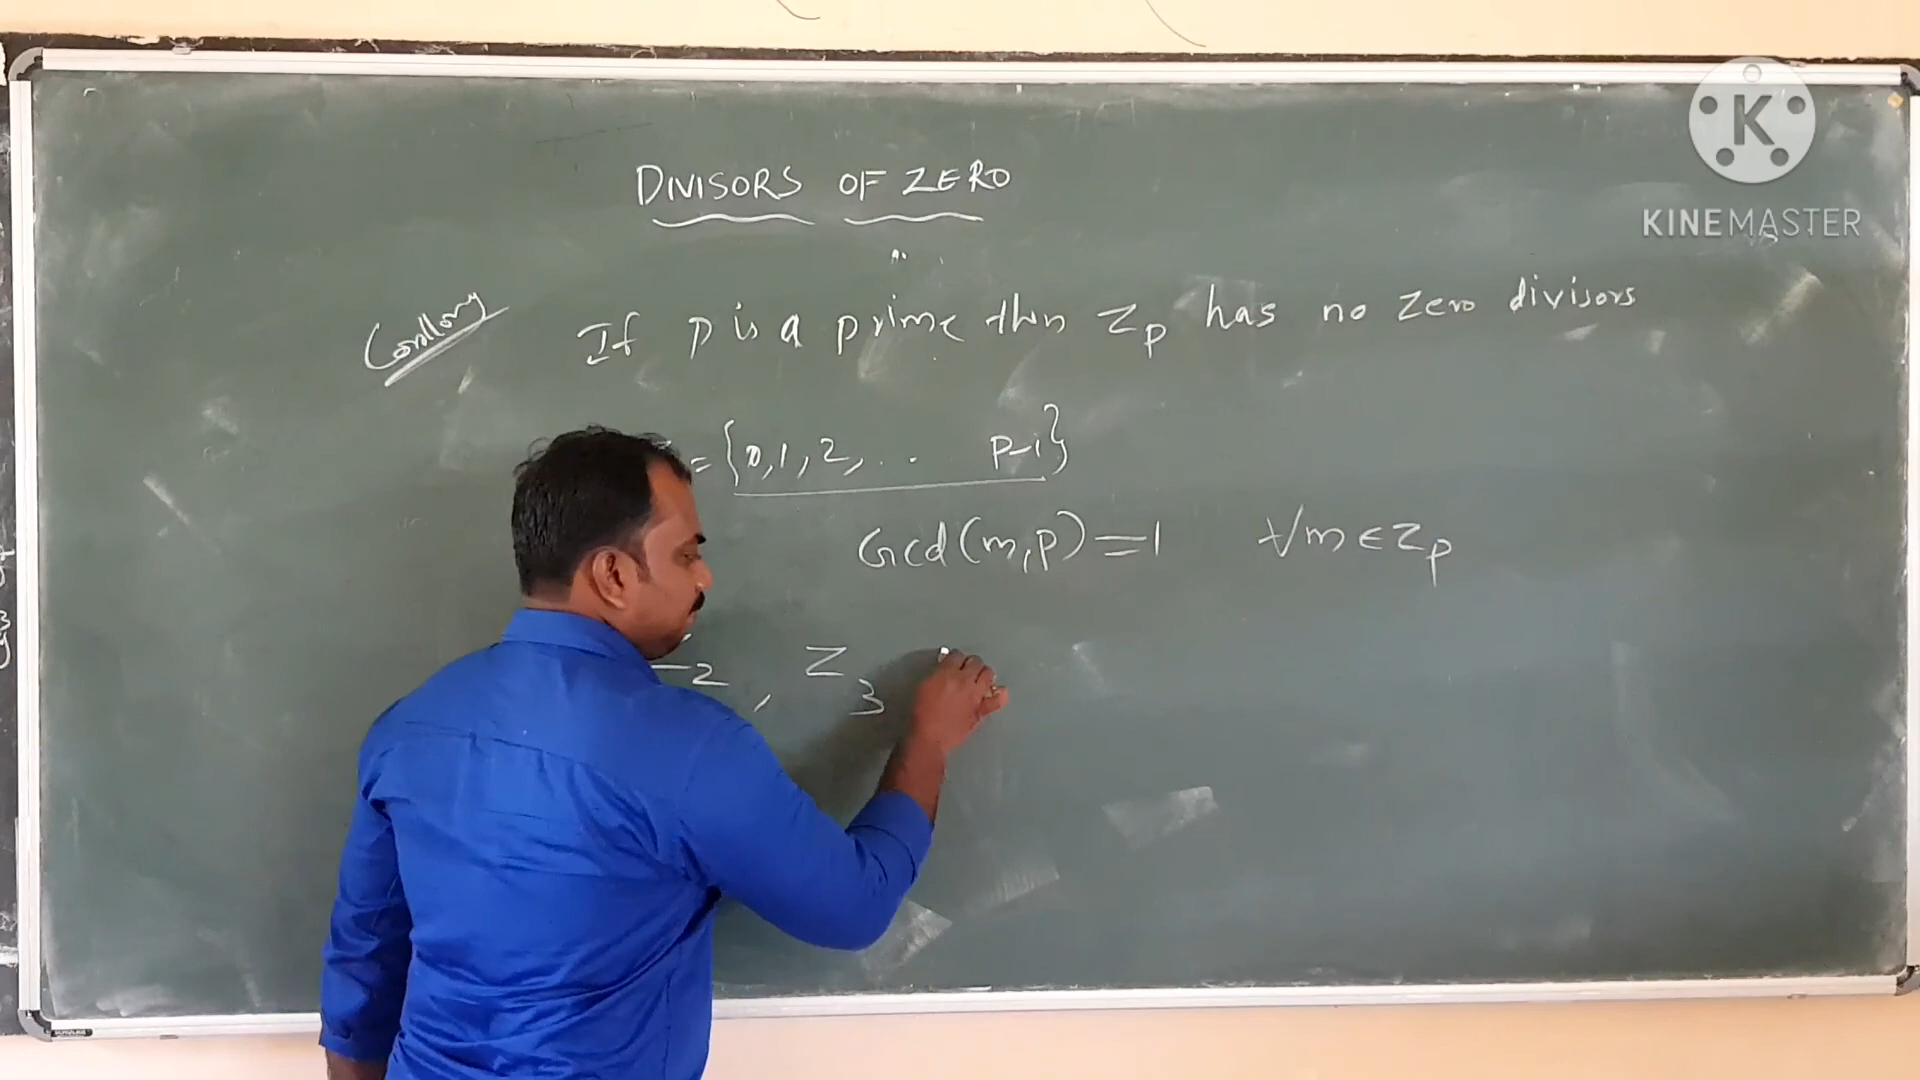 DIVISORS OF ZERO
Corollary If p is a prime then Zp has no zero divisors
= {0,1,2, .. P-1}
Gcd(m,p)=1 ∀m∈Zp
2 , Z3
KINEMASTER